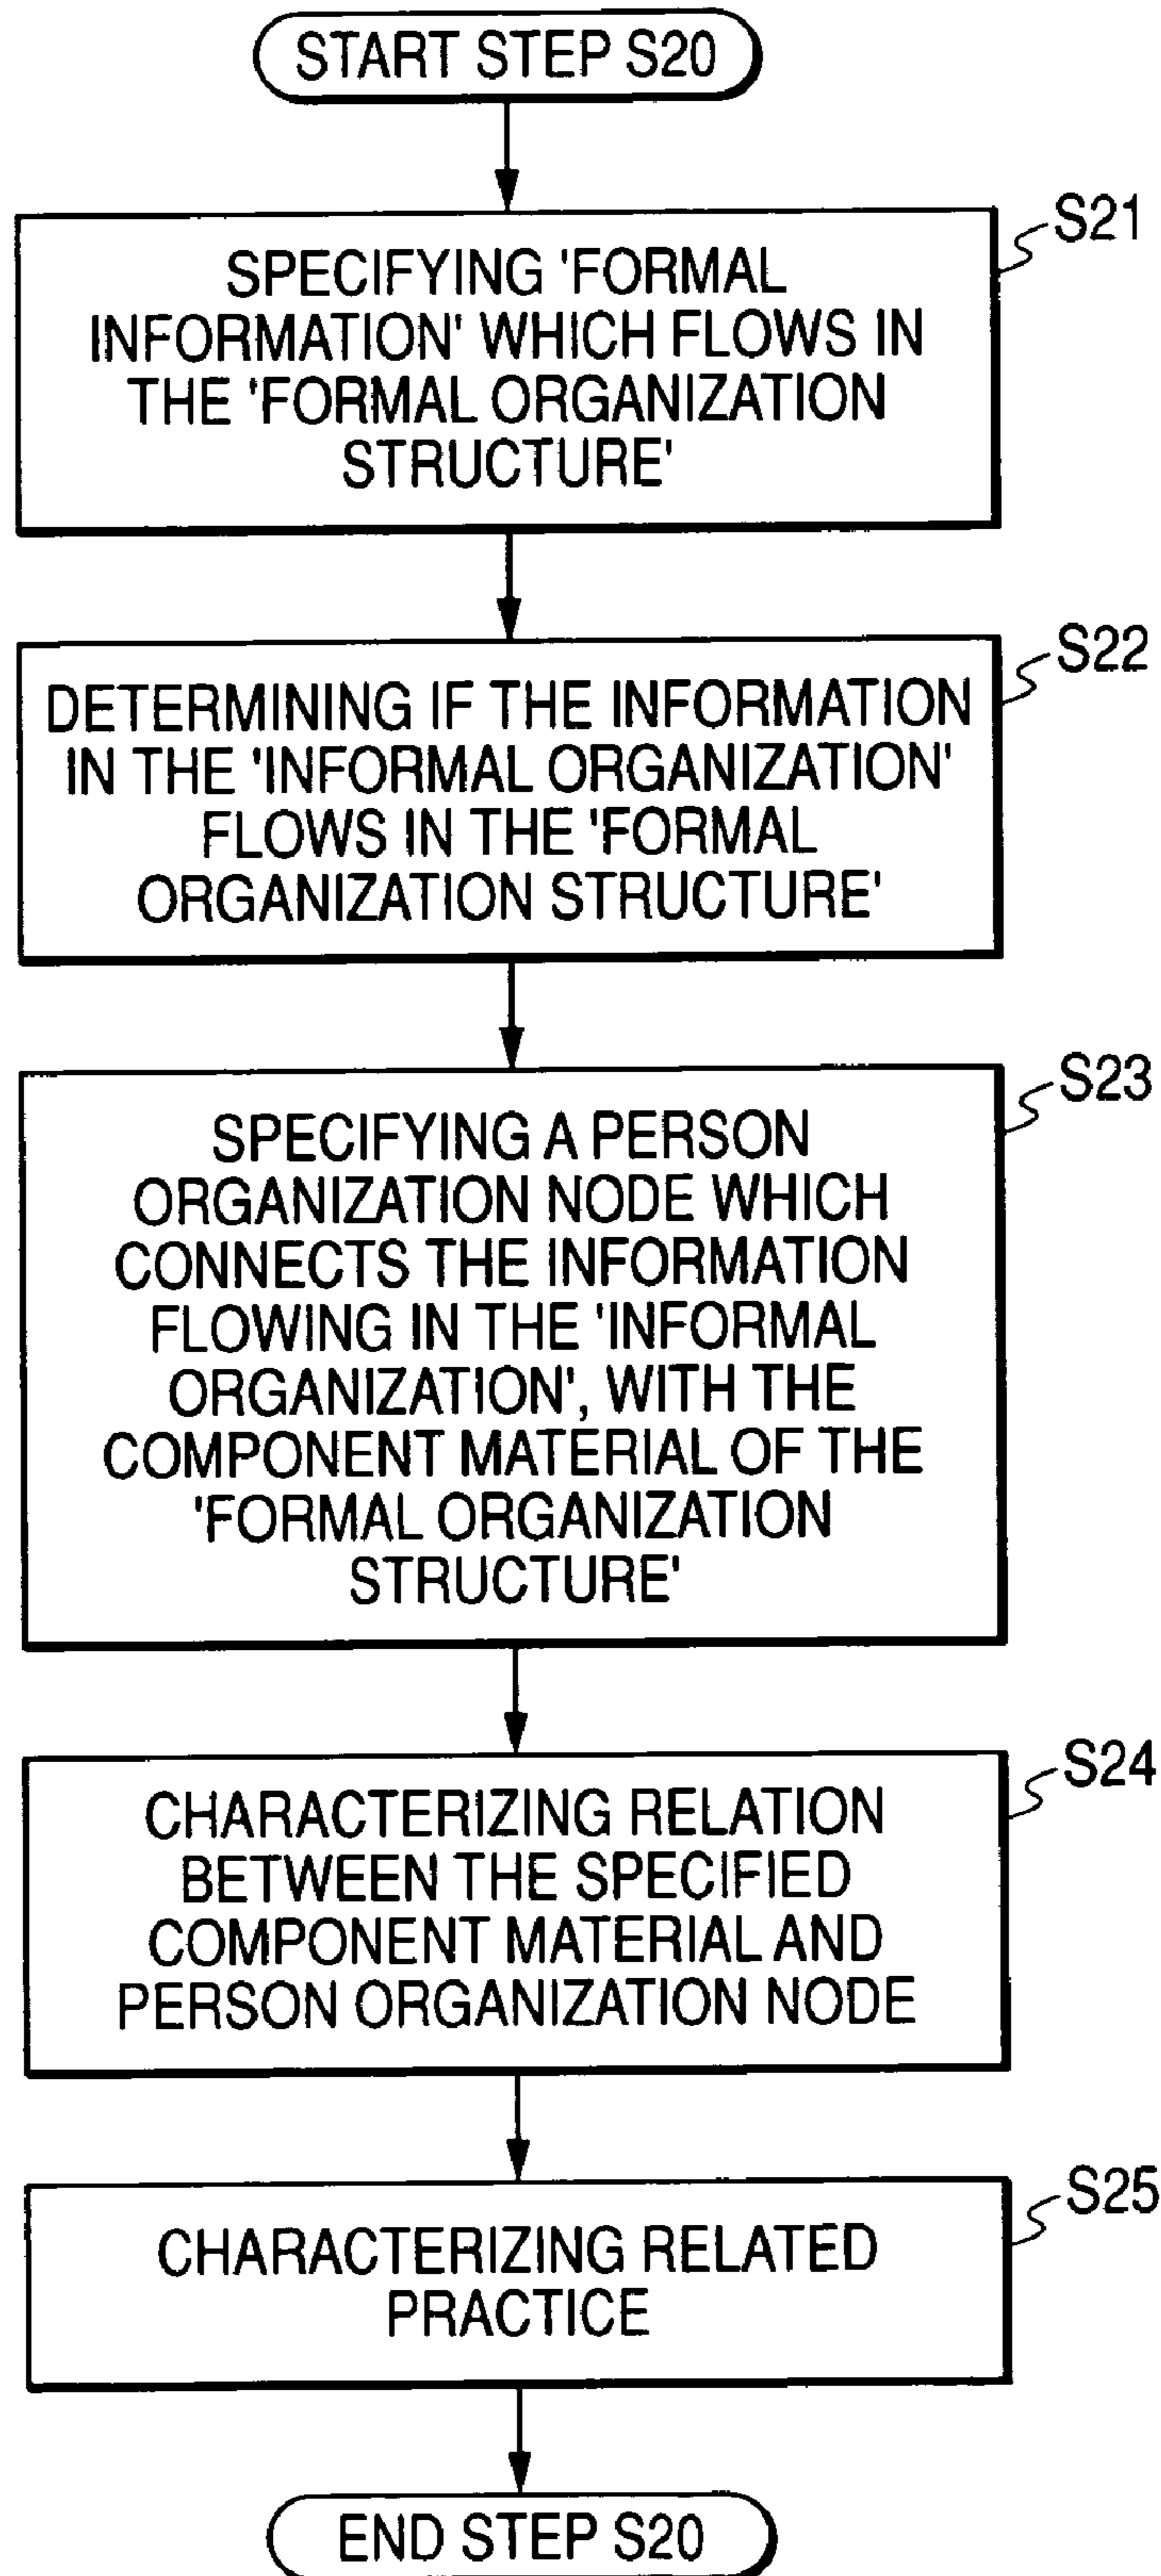 START STEP S20
S21
SPECIFYING 'FORMAL
INFORMATION' WHICH FLOWS IN
THE 'FORMAL ORGANIZATION
STRUCTURE'
S22
DETERMINING IF THE INFORMATION
IN THE 'INFORMAL ORGANIZATION'
FLOWS IN THE 'FORMAL
ORGANIZATION STRUCTURE'
S23
SPECIFYING A PERSON
ORGANIZATION NODE WHICH
CONNECTS THE INFORMATION
FLOWING IN THE 'INFORMAL
ORGANIZATION', WITH THE
COMPONENT MATERIAL OF THE
'FORMAL ORGANIZATION
STRUCTURE'
S24
CHARACTERIZING RELATION
BETWEEN THE SPECIFIED
COMPONENT MATERIAL AND
PERSON ORGANIZATION NODE
S25
CHARACTERIZING RELATED
PRACTICE
END STEP S20